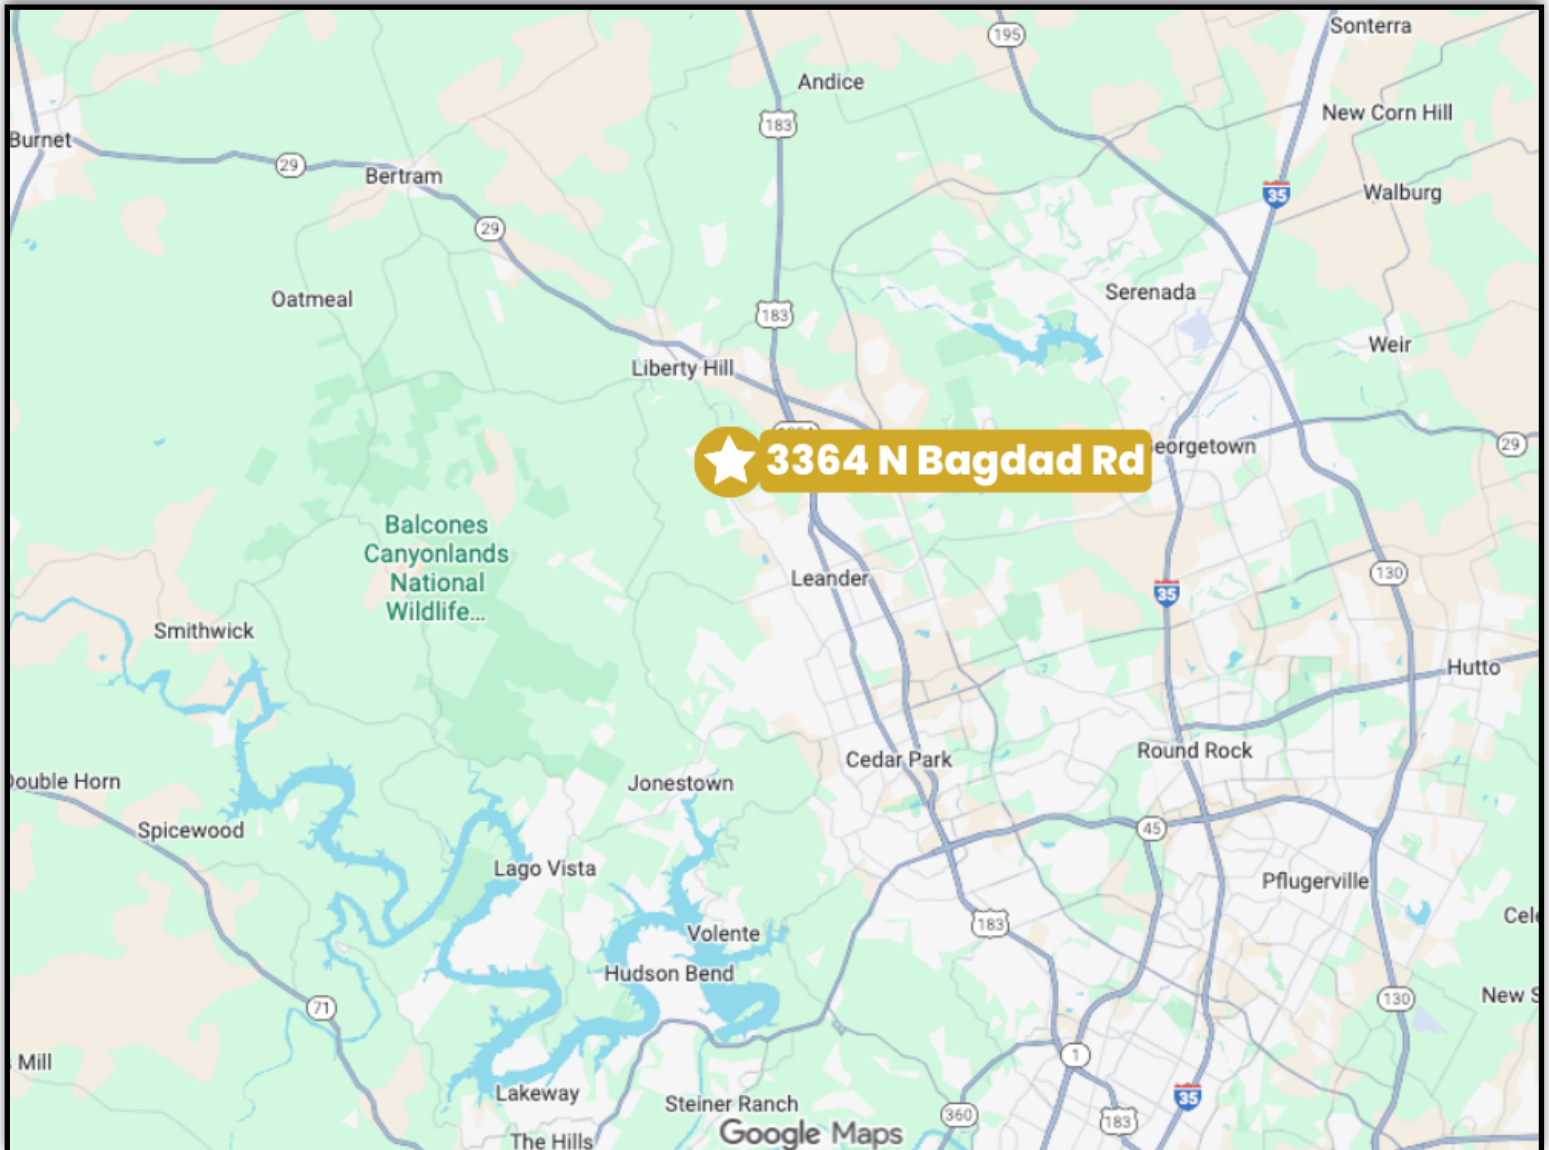 Sonterra
195
Andice
New Corn Hill
183
Burnet
29
Bertram
35
Walburg
29
Oatmeal
Serenada
183
Weir
Liberty Hill
3364 N Bagdad Rd
eorgetown
29
Balcones
Canyonlands
National
Wildlife...
Leander
130
35
Smithwick
Hutto
Round Rock
Cedar Park
Double Horn
Jonestown
Spicewood
45
Lago Vista
Pflugerville
Cele
183
Volente
Hudson Bend
71
130
New S
1
Mill
Lakeway
Steiner Ranch
35
360
183
The Hills
Google Maps